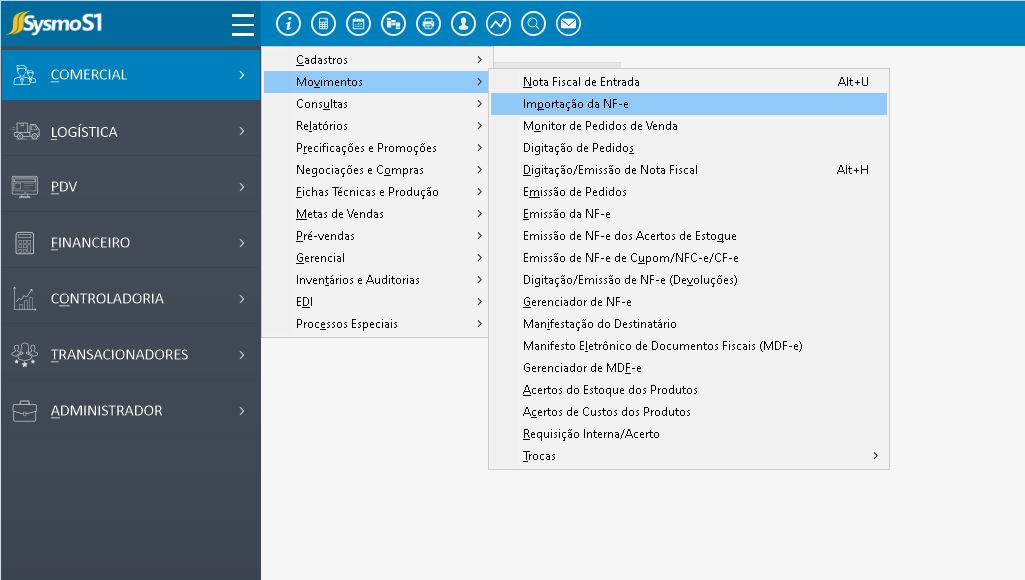 SysmoS1
COMERCIAL
LOGÍSTICA
PDV
FINANCEIRO
CONTROLADORIA
TRANSACIONADORES
ADMINISTRADOR
Cadastros
Movimentos
Consultas
Relatórios
Precificações e Promoções
Negociações e Compras
Fichas Técnicas e Produção
Metas de Vendas
Pré-vendas
Gerencial
Inventários e Auditorias
EDI
Processos Especiais
Nota Fiscal de Entrada Alt+U
Importação da NF-e
Monitor de Pedidos de Venda
Digitação de Pedidos
Digitação/Emissão de Nota Fiscal Alt+H
Emissão de Pedidos
Emissão da NF-e
Emissão de NF-e dos Acertos de Estoque
Emissão de NF-e de Cupom/NFC-e/CF-e
Digitação/Emissão de NF-e (Devoluções)
Gerenciador de NF-e
Manifestação do Destinatário
Manifesto Eletrônico de Documentos Fiscais (MDF-e)
Gerenciador de MDF-e
Acertos do Estoque dos Produtos
Acertos de Custos dos Produtos
Requisição Interna/Acerto
Trocas